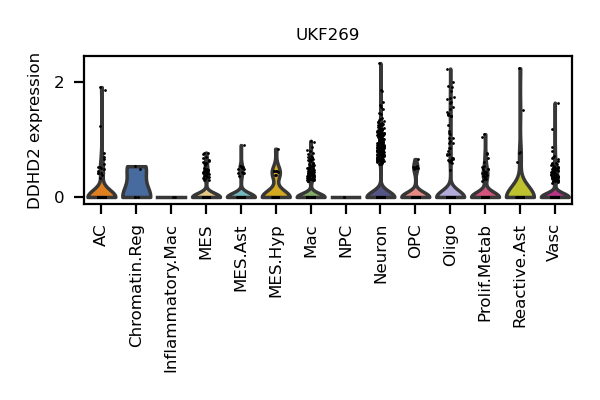 UKF269
DDHD2 expression
2
0
AC
Chromatin.Reg
Inflammatory.Mac
MES
MES.Ast
MES.Hyp
Mac
NPC
Neuron
OPC
Oligo
Prolif.Metab
Reactive.Ast
Vasc